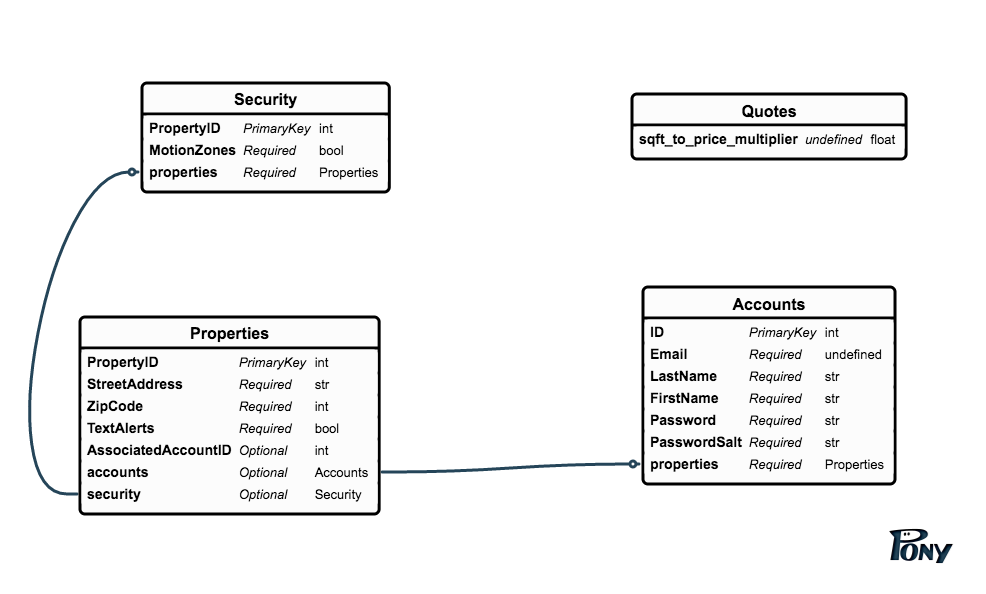 Security
PropertyID PrimaryKey int
MotionZones Required bool
properties Required Properties
Quotes
sqft_to_price_multiplier undefined float
Properties
PropertyID PrimaryKey int
StreetAddress Required str
ZipCode Required int
TextAlerts Required bool
AssociatedAccountID Optional int
accounts Optional Accounts
security Optional Security
Accounts
ID PrimaryKey int
Email Required undefined
LastName Required str
FirstName Required str
Password Required str
PasswordSalt Required str
properties Required Properties
PONY